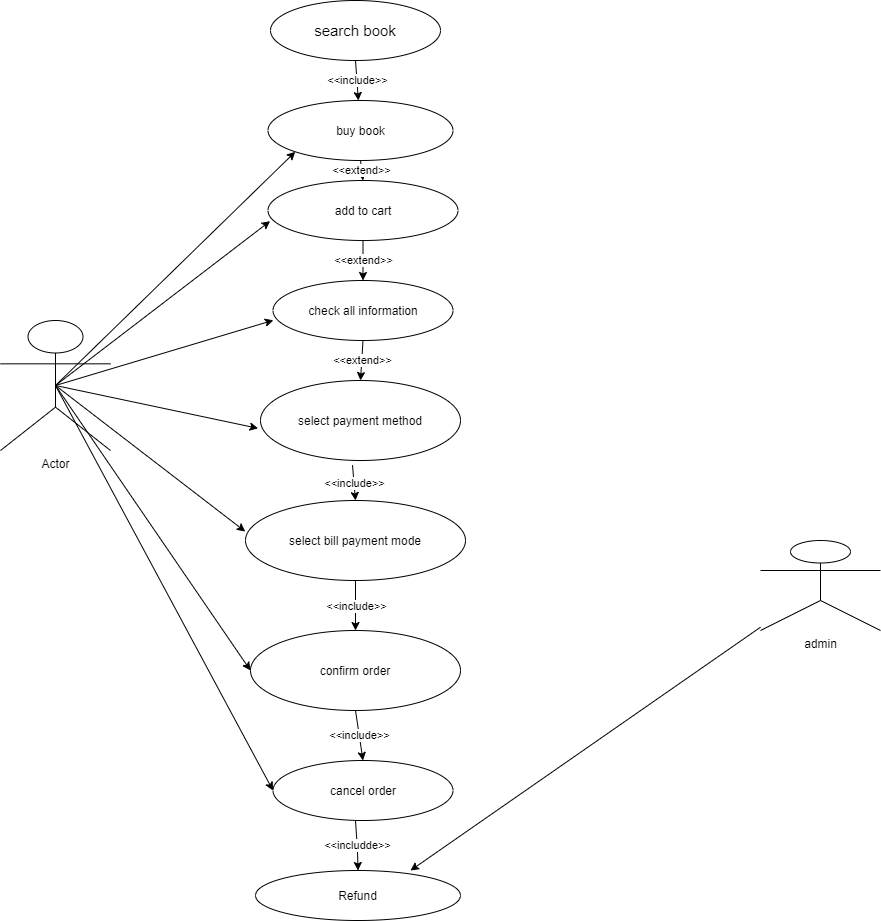 search book
<<include>>
buy book
<<extend>>
add to cart
<<extend>>
check all information
<<extend>>
select payment method
Actor
<<include>>
select bill payment mode
<<include>>
admin
confirm order
<<include>>
cancel order
<<includde>>
Refund